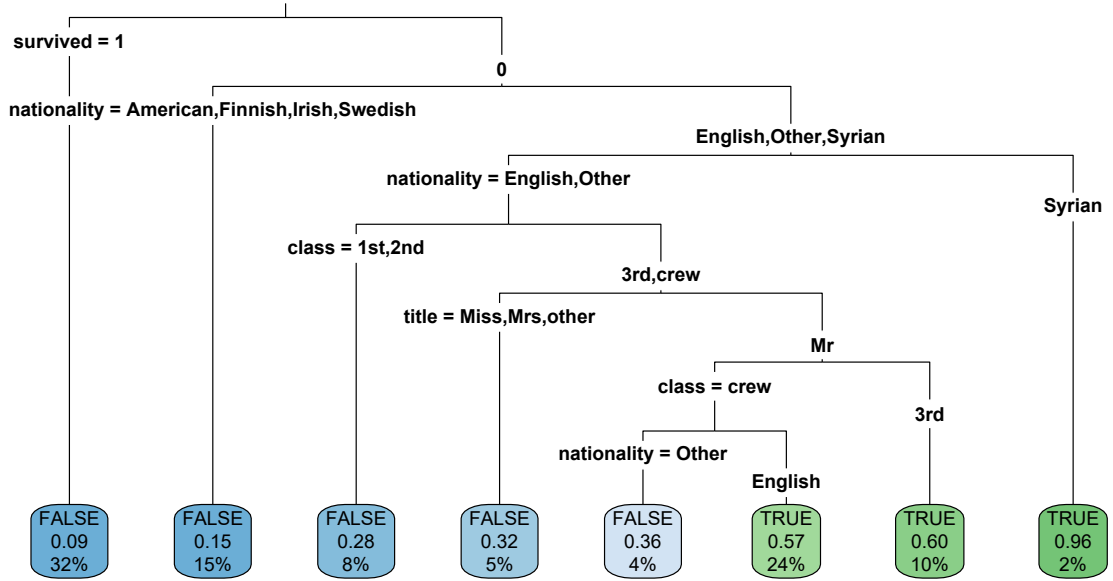 survived = 1
0
nationality = American,Finnish,Irish,Swedish
English,Other,Syrian
nationality = English,Other
Syrian
class = 1st,2nd
3rd,crew
title = Miss,Mrs,other
Mr
class = crew
3rd
nationality = Other
English
FALSE
0.09
32%
FALSE
0.15
15%
FALSE
0.28
8%
FALSE
0.32
5%
FALSE
0.36
4%
TRUE
0.57
24%
TRUE
0.60
10%
TRUE
0.96
2%